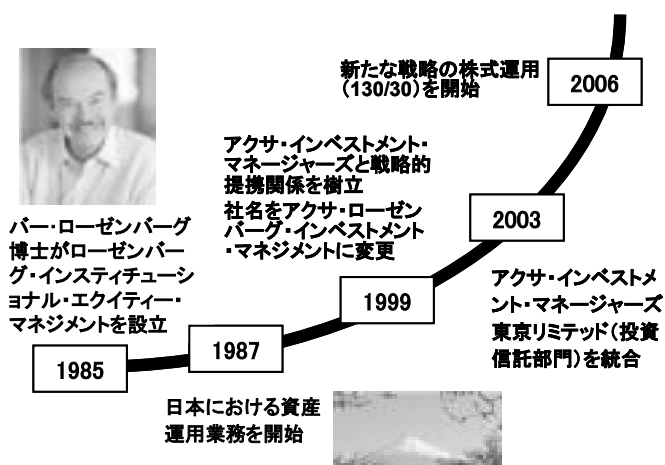 バー・ローゼンバーグ
博士がローゼンバー
グ・インスティチューシ
ョナル・エクイティー・
マネジメントを設立
1985
1987
日本における資産
運用業務を開始
アクサ・インベストメント・
マネージャーズと戦略的
提携関係を樹立
社名をアクサ・ローゼン
バーグ・インベストメント
・マネジメントに変更
1999
2003
アクサ・インベストメ
ント・マネージャーズ
東京リミテッド(投資
信託部門)を統合
新たな戦略の株式運用
(130/30)を開始
2006